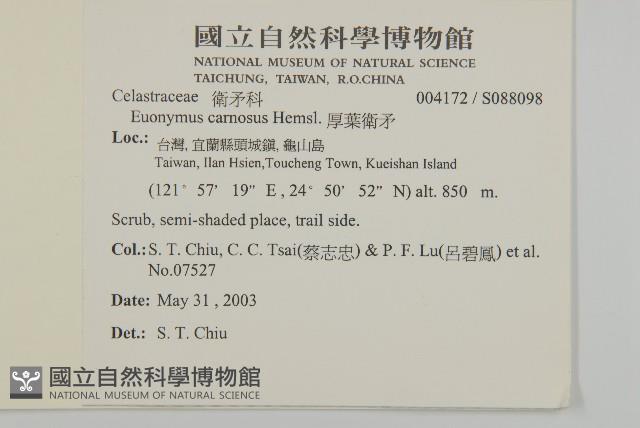 國立自然科學博物館
NATIONAL MUSEUM OF NATURAL SCIENCE
TAICHUNG, TAIWAN, R.O.CHINA
Celastraceae 衛矛科 004172 / S088098
Euonymus carnosus Hemsl. 厚葉衛矛
Loc.: 台灣, 宜蘭縣頭城鎮, 龜山島
Taiwan, Ilan Hsien,Toucheng Town, Kueishan Island
(121° 57' 19" E , 24° 50' 52" N) alt. 850 m.
Scrub, semi-shaded place, trail side.
Col.: S. T. Chiu, C. C. Tsai(蔡志忠) & P. F. Lu(呂碧鳳) et al.
No.07527
Date: May 31 , 2003
Det.: S. T. Chiu
國立自然科學博物館
NATIONAL MUSEUM OF NATURAL SCIENCE